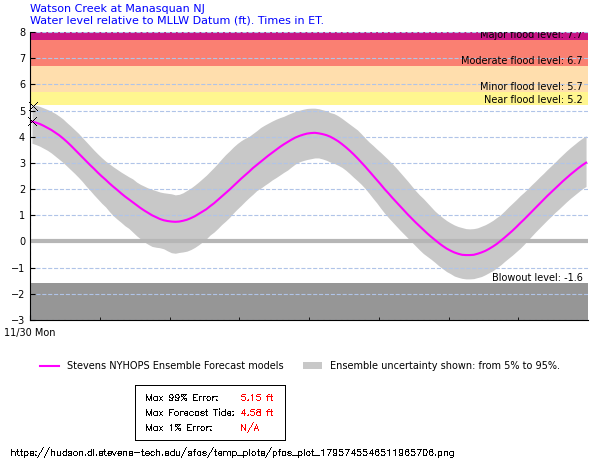 Watson Creek at Manasquan NJ
Water level relative to MLLW Datum (ft). Times in ET.
8
Major flood level: 7.7
7
Moderate flood level: 6.7
6
Minor flood level: 5.7
Near flood level: 5.2
5
4
3
2
1
0
−1
Blowout level: -1.6
−2
−3
11/30 Mon
Stevens NYHOPS Ensemble Forecast models
Ensemble uncertainty shown: from 5% to 95%.
Max 99% Error: 5.15 ft
Max Forecast Tide: 4.58 ft
Max 1% Error: N/A
https://hudson.dl.stevens-tech.edu/sfas/temp_plots/pfas_plot_1795745546511965706.png